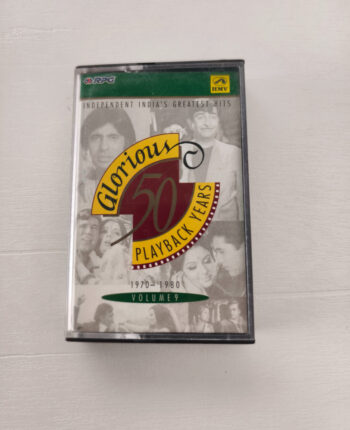 RPG
HMV
INDEPENDENT INDIA'S GREATEST HITS
Glorious
50
PLAYBACK YEARS
1970-1980
VOLUME 9